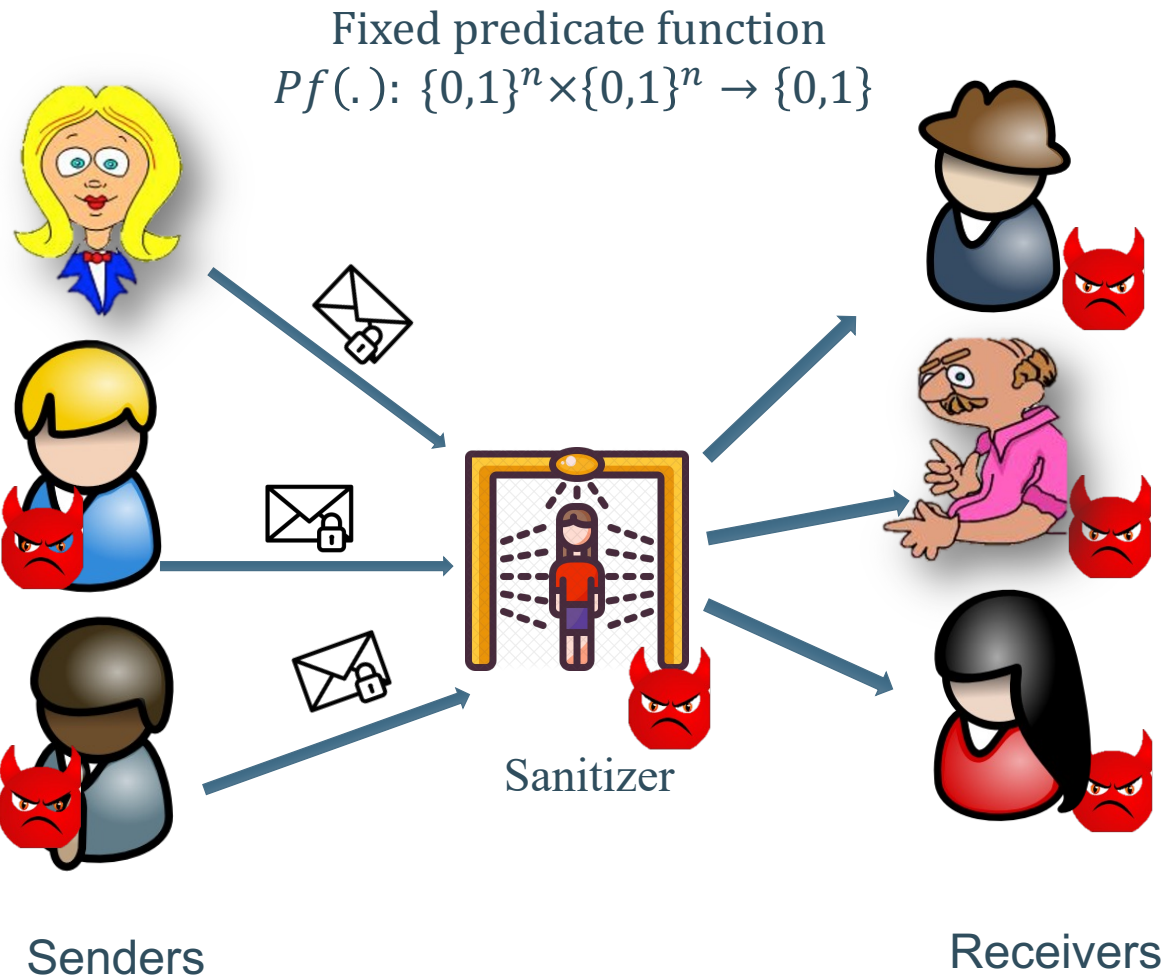 Fixed predicate function
Pf(.): {0,1}ⁿ×{0,1}ⁿ → {0,1}
Sanitizer
Senders
Receivers